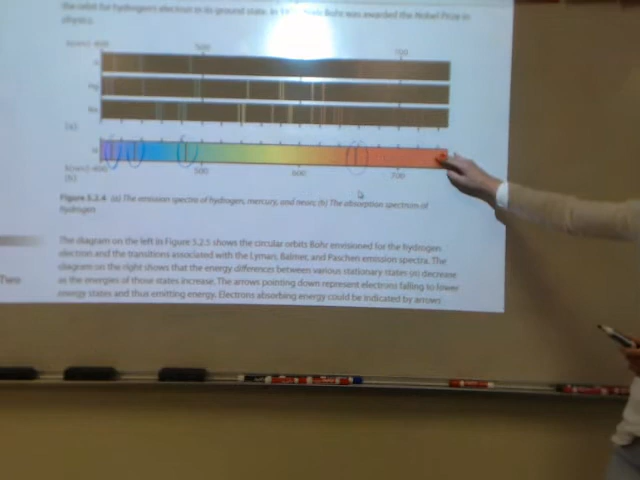 the orbit for hydrogen's electron in its ground state. In Niels Bohr was awarded the Nobel Prize in
physics.
400 500 700
H
Hg
Ne
(a)
H
400 500 600 700
(b)
Figure 5.2.4 (a) The emission spectra of hydrogen, mercury, and neon; (b) The absorption spectrum of
hydrogen
The diagram on the left in Figure 5.2.5 shows the circular orbits Bohr envisioned for the hydrogen
electron and the transitions associated with the Lyman, Balmer, and Paschen emission spectra. The
diagram on the right shows that the energy differences between various stationary states (n) decrease
as the energies of those states increase. The arrows pointing down represent electrons falling to lower
energy states and thus emitting energy. Electrons absorbing energy could be indicated by arrows
Two